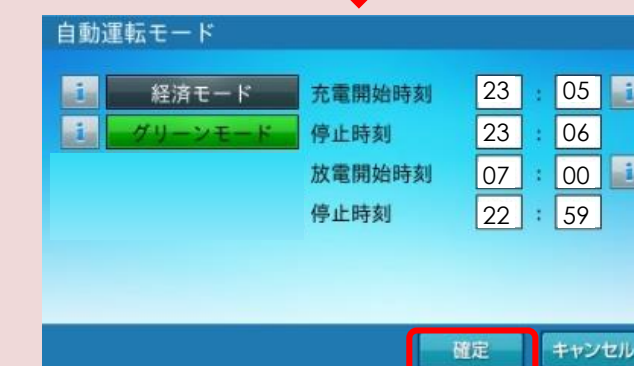 自動運転モード
i 経済モード 充電開始時刻 23 : 05 i
i グリーンモード 停止時刻 23 : 06
放電開始時刻 07 : 00 i
停止時刻 22 : 59
確定 キャンセル